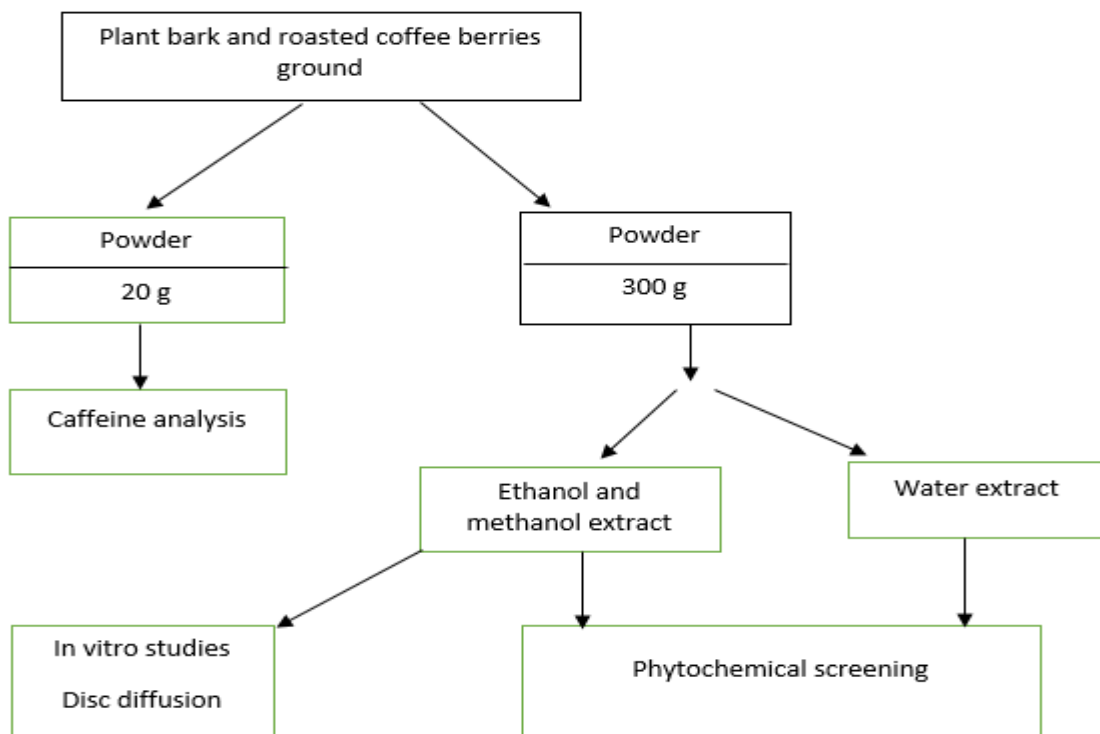 Plant bark and roasted coffee berries
ground
Powder
20 g
Powder
300 g
Caffeine analysis
Ethanol and
methanol extract
Water extract
In vitro studies
Disc diffusion
Phytochemical screening